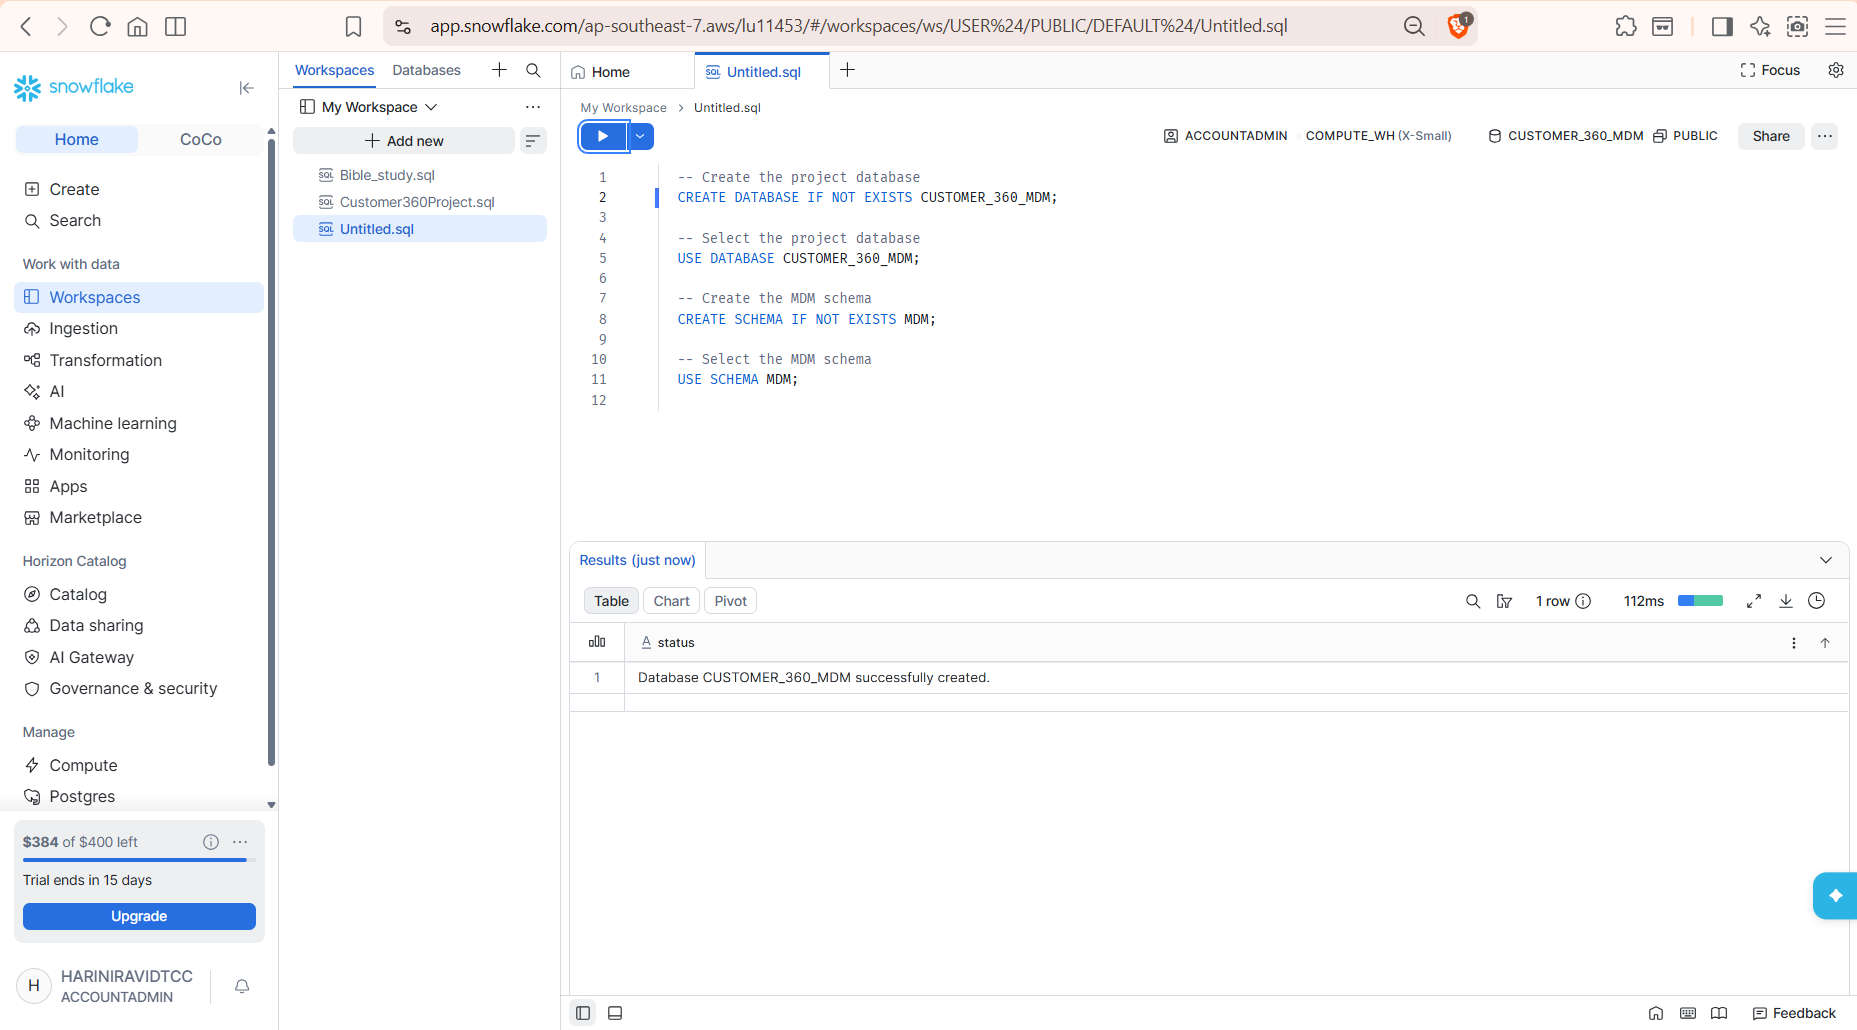 app.snowflake.com/ap-southeast-7.aws/lu11453/#/workspaces/ws/USER%24/PUBLIC/DEFAULT%24/Untitled.sql
1
snowflake
Home
CoCo
Create
Search
Work with data
Workspaces
Ingestion
Transformation
AI
Machine learning
Monitoring
Apps
Marketplace
Horizon Catalog
Catalog
Data sharing
AI Gateway
Governance & security
Manage
Compute
Postgres
$384 of $400 left
Trial ends in 15 days
Upgrade
H
HARINIRAVIDTCC
ACCOUNTADMIN
Workspaces
Databases
My Workspace
Add new
SQL Bible_study.sql
SQL Customer360Project.sql
SQL Untitled.sql
Home
SQL Untitled.sql
Focus
My Workspace > Untitled.sql
ACCOUNTADMIN
COMPUTE_WH (X-Small)
CUSTOMER_360_MDM
PUBLIC
Share
1 -- Create the project database
2 CREATE DATABASE IF NOT EXISTS CUSTOMER_360_MDM;
3
4 -- Select the project database
5 USE DATABASE CUSTOMER_360_MDM;
6
7 -- Create the MDM schema
8 CREATE SCHEMA IF NOT EXISTS MDM;
9
10 -- Select the MDM schema
11 USE SCHEMA MDM;
12
Results (just now)
Table
Chart
Pivot
1 row
112ms
A status
1 Database CUSTOMER_360_MDM successfully created.
Feedback